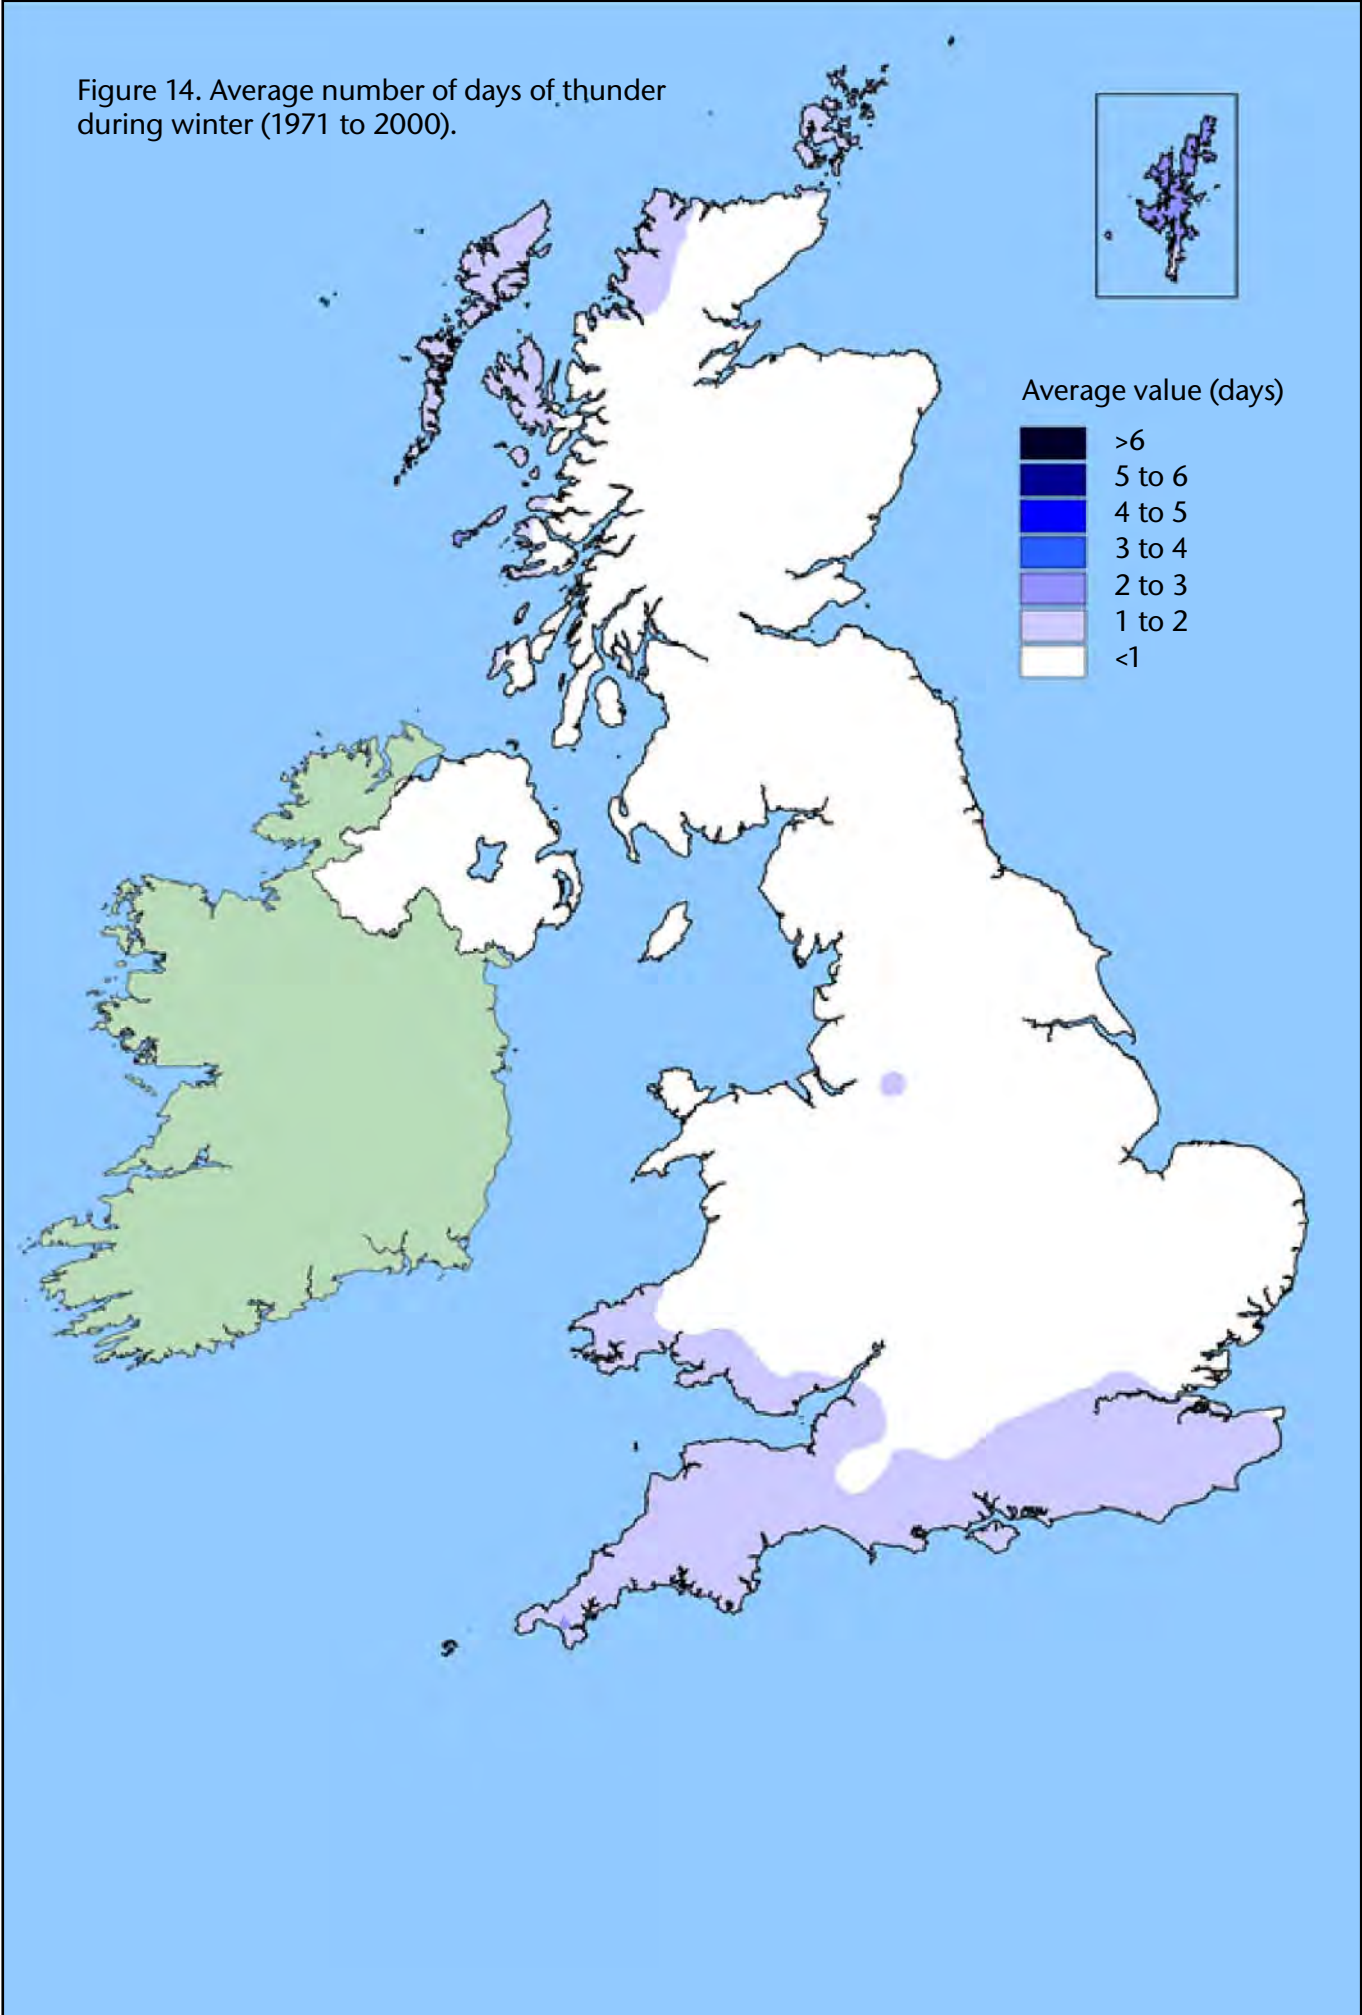 Figure 14. Average number of days of thunder
during winter (1971 to 2000).
Average value (days)
>6
5 to 6
4 to 5
3 to 4
2 to 3
1 to 2
<1